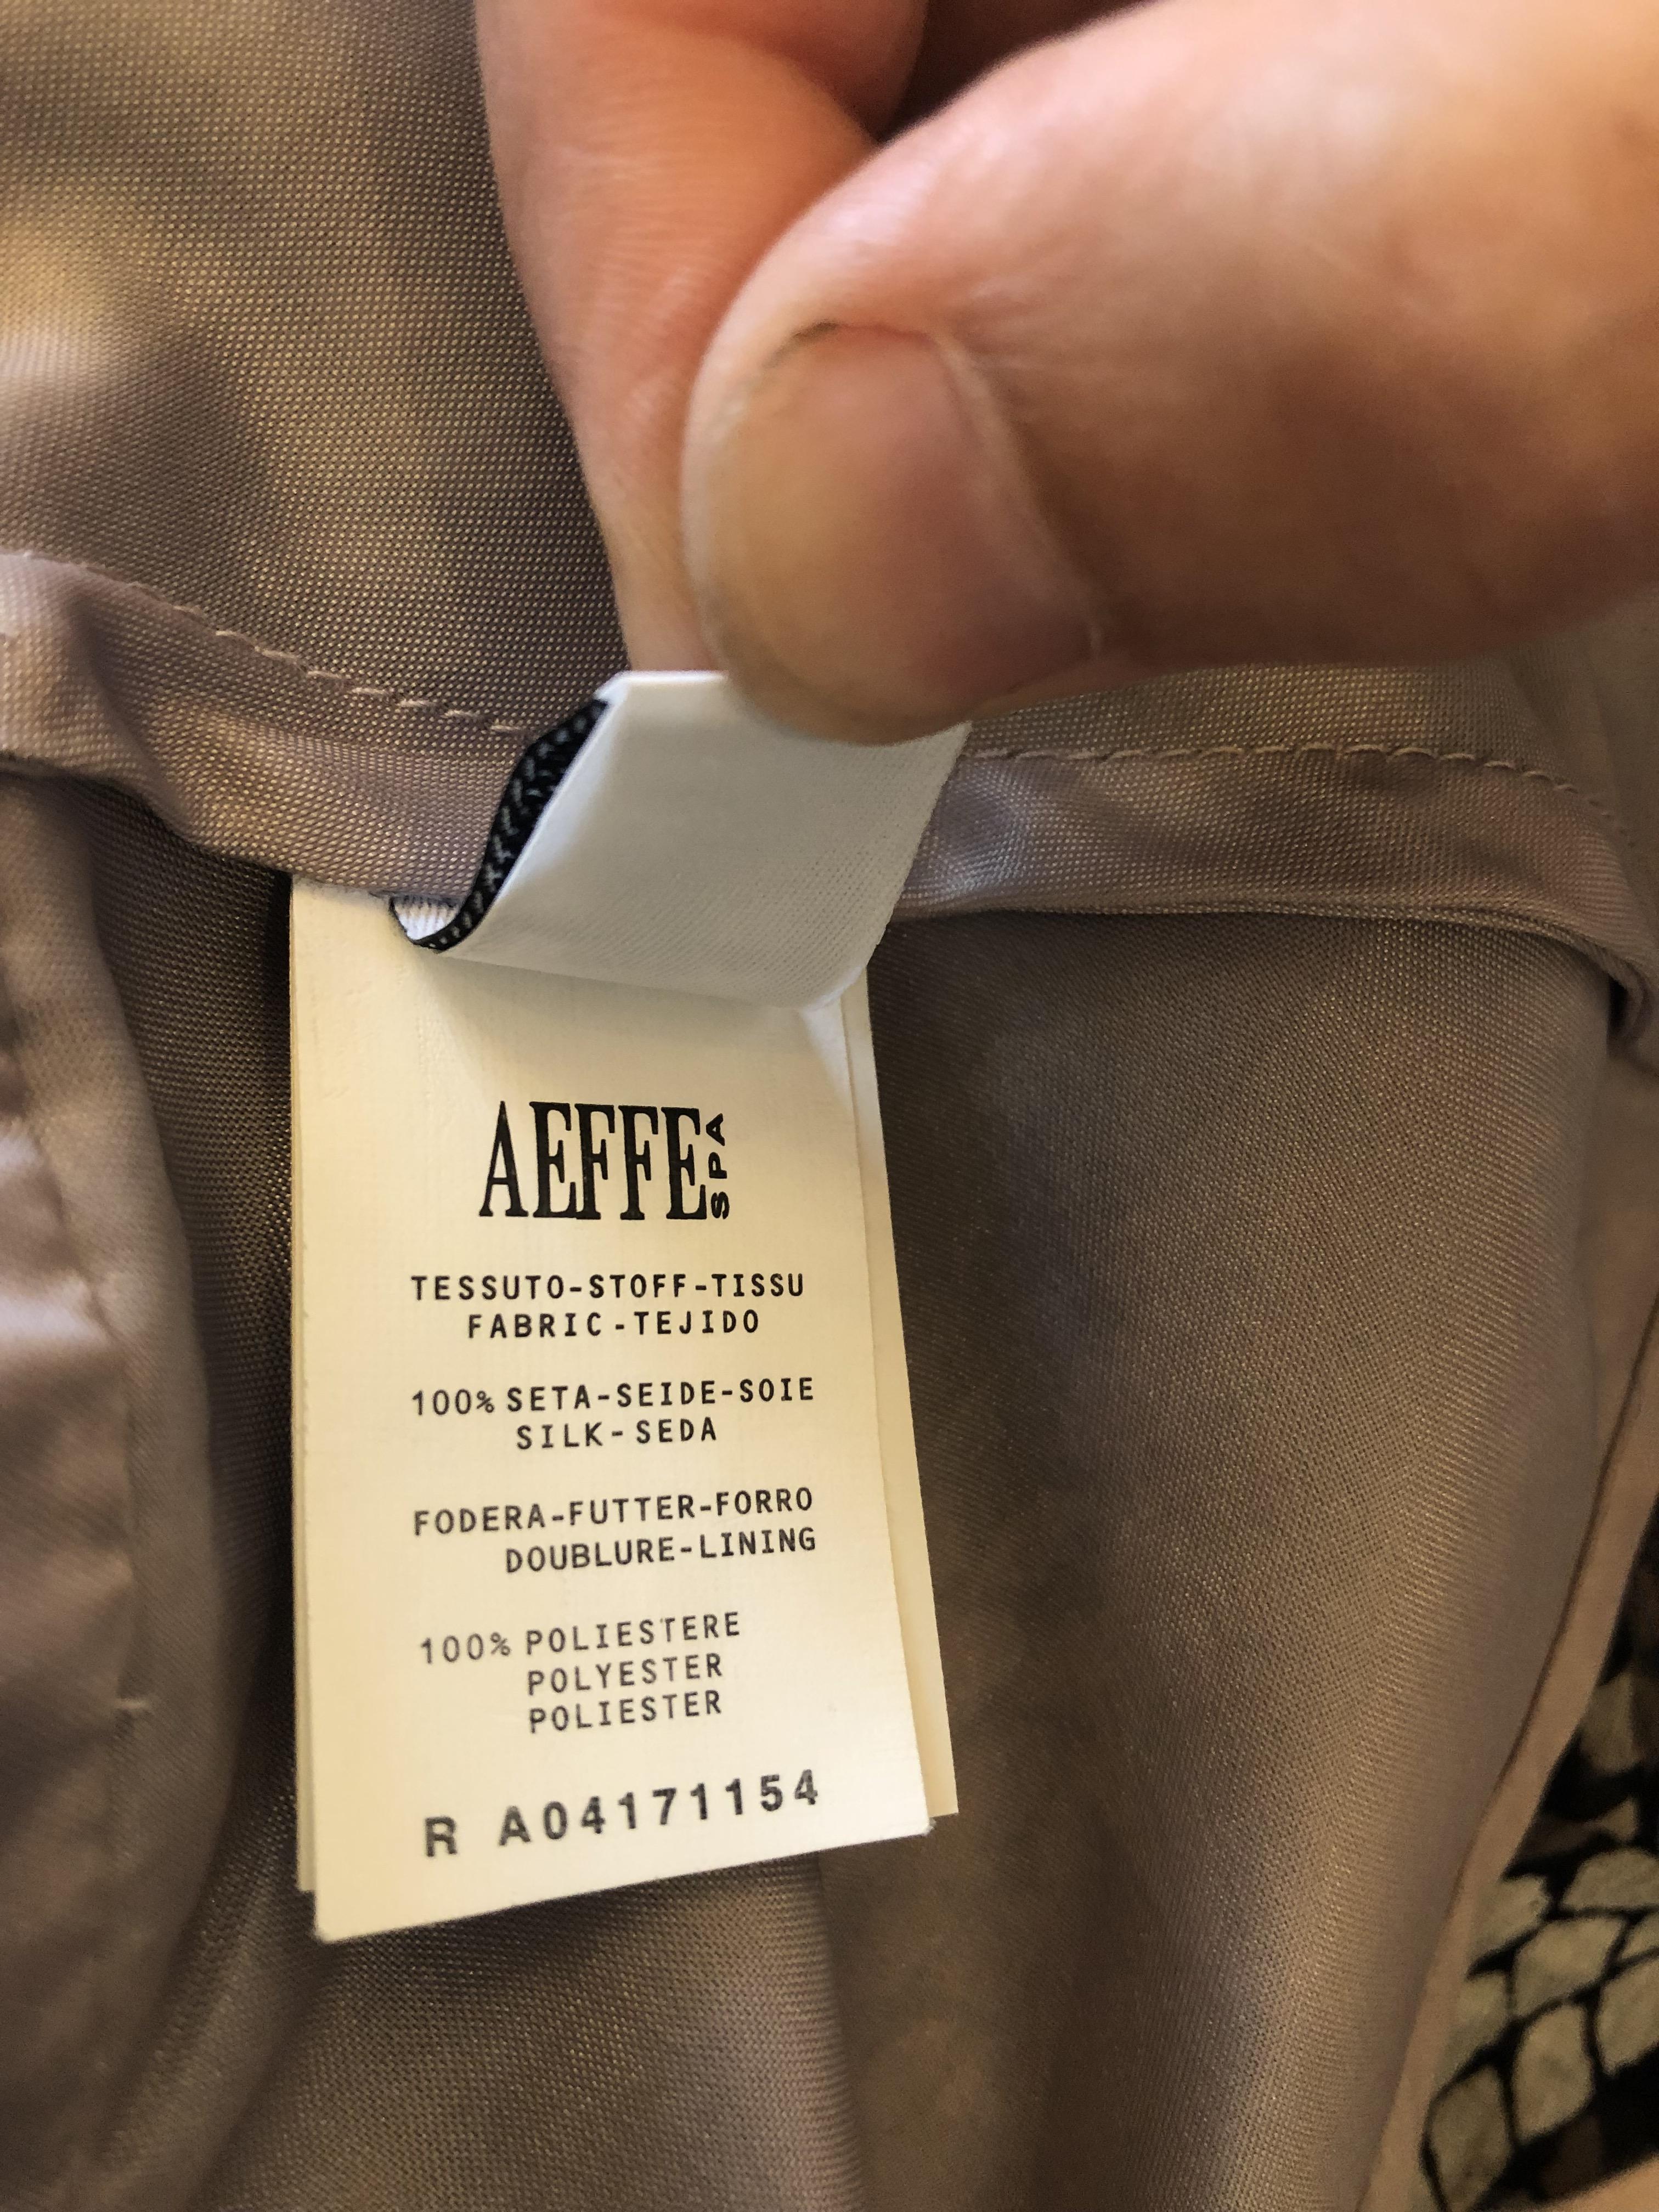 AEFFE SPA
TESSUTO-STOFF-TISSU
FABRIC-TEJIDO
100% SETA-SEIDE-SOIE
SILK-SEDA
FODERA-FUTTER-FORRO
DOUBLURE-LINING
100% POLIESTERE
POLYESTER
POLIESTER
R A04171154